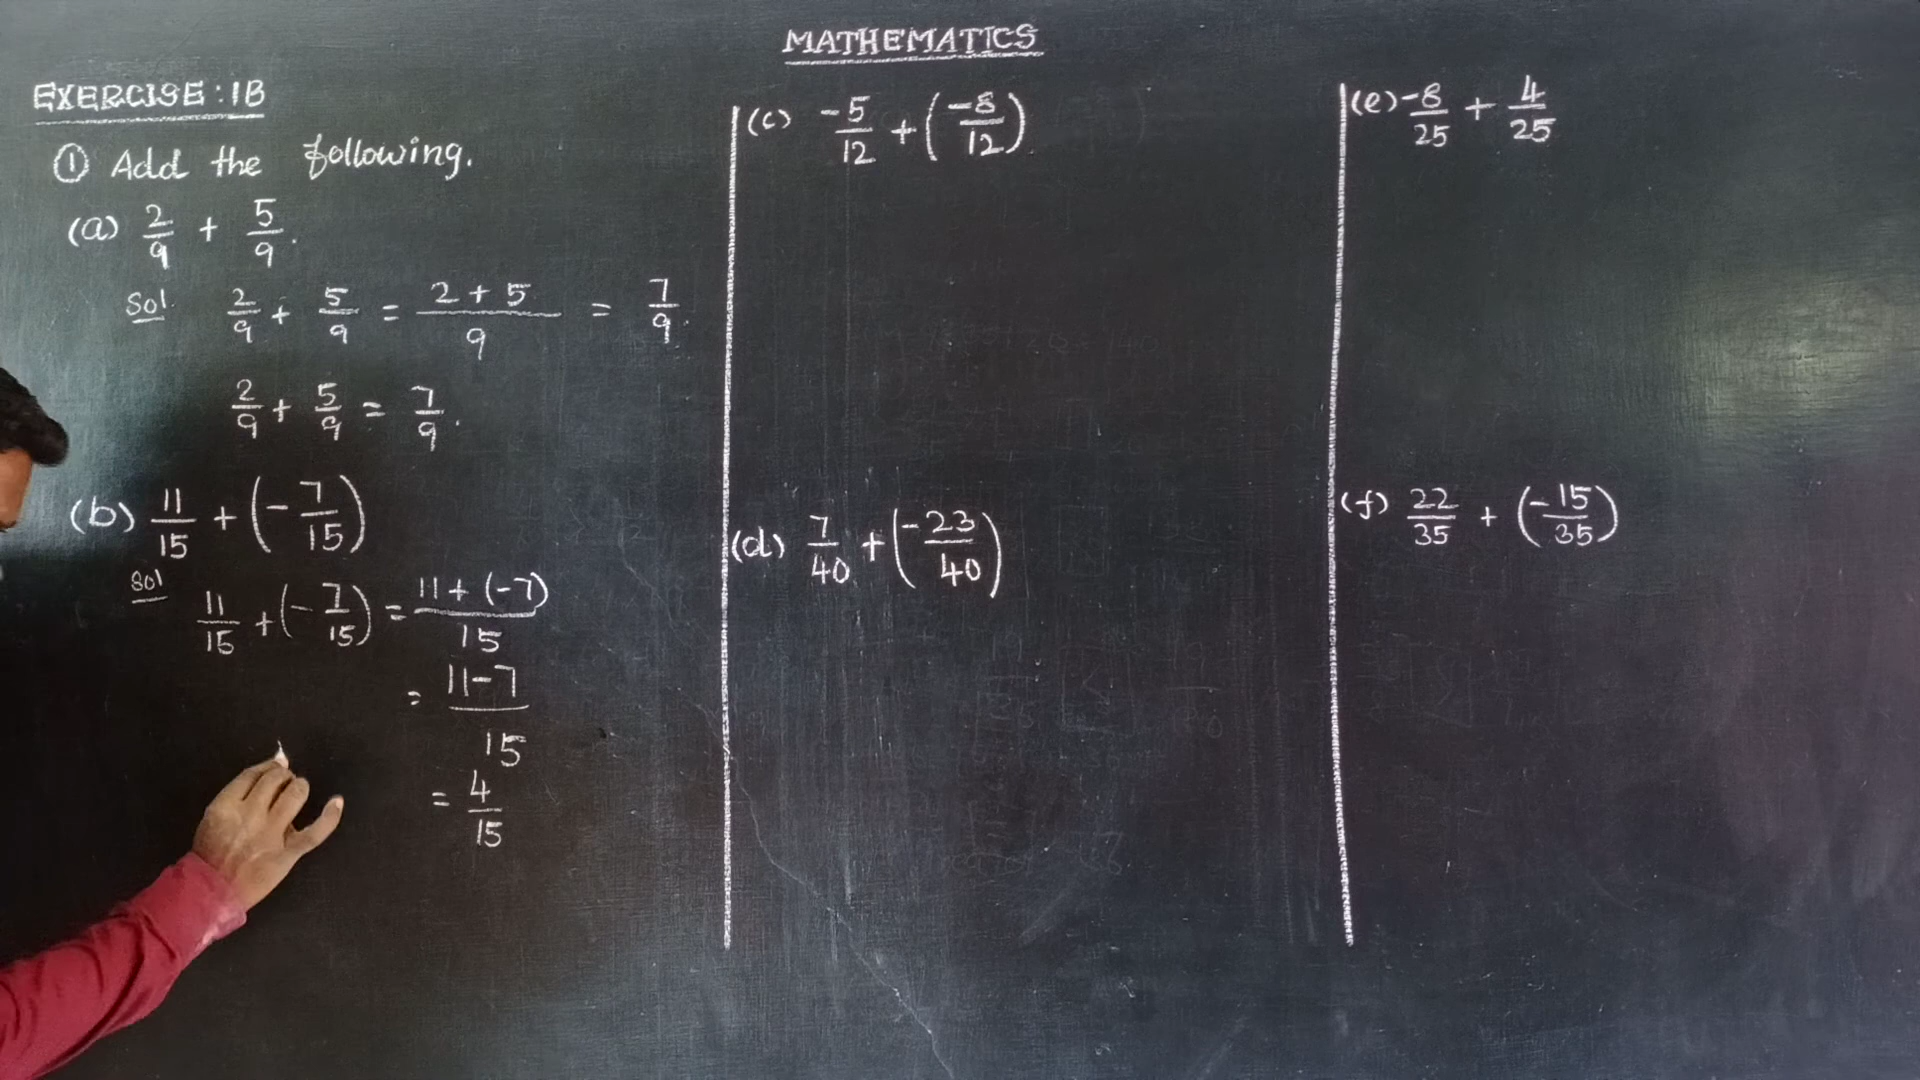 MATHEMATICS
EXERCISE : 1B
① Add the following.
(a) 2/9 + 5/9.
Sol. 2/9 + 5/9 = (2 + 5)/9 = 7/9.
2/9 + 5/9 = 7/9.
(b) 11/15 + (-7/15)
Sol 11/15 + (-7/15) = (11 + (-7))/15
= (11-7)/15
= 4/15
(c) -5/12 + (-8/12)
(d) 7/40 + (-23/40)
(e) -8/25 + 4/25
(f) 22/35 + (-15/35)